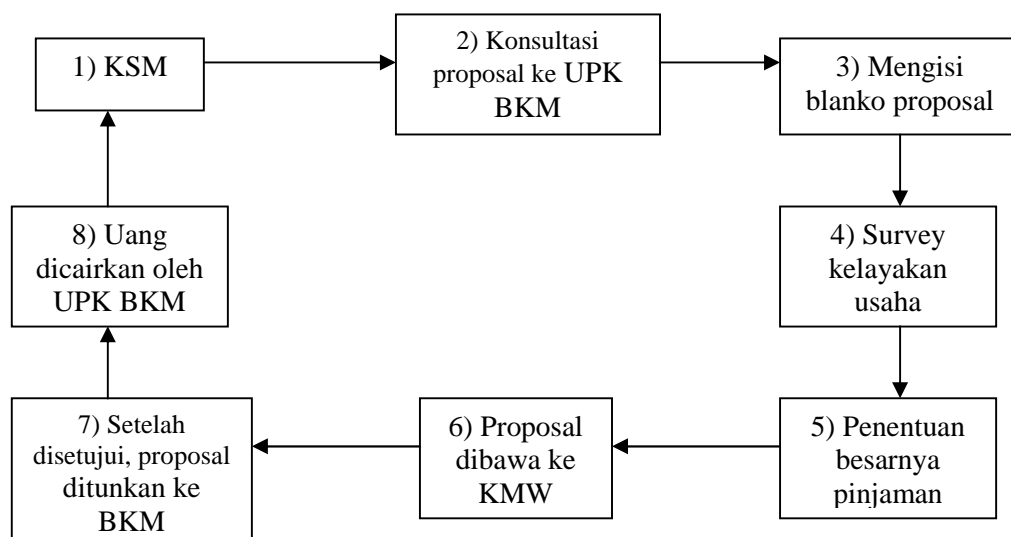 1) KSM
2) Konsultasi
proposal ke UPK
BKM
3) Mengisi
blanko proposal
4) Survey
kelayakan
usaha
5) Penentuan
besarnya
pinjaman
6) Proposal
dibawa ke
KMW
7) Setelah
disetujui, proposal
ditunkan ke
BKM
8) Uang
dicairkan oleh
UPK BKM